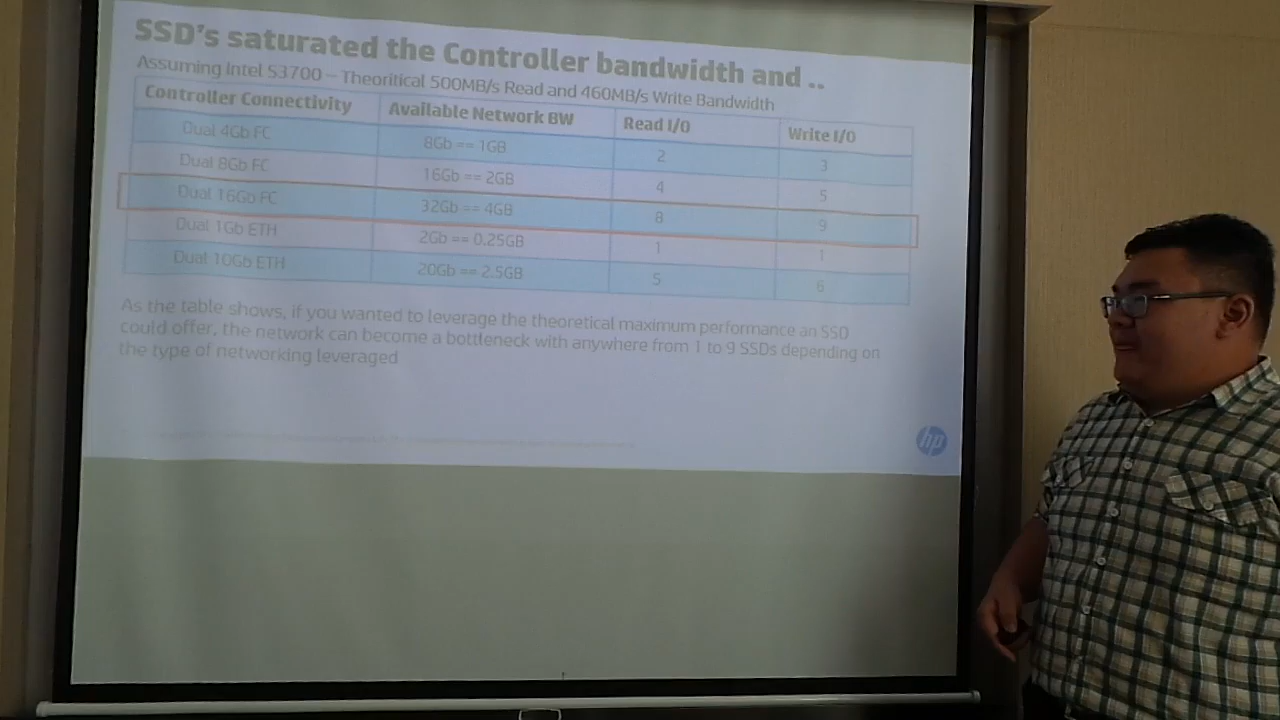 SSD's saturated the Controller bandwidth and ..
Assuming Intel S3700 – Theoritical 500MB/s Read and 460MB/s Write Bandwidth
Controller Connectivity Available Network BW Read I/O Write I/O
Dual 4Gb FC 8Gb == 1GB 2 3
Dual 8Gb FC 16Gb == 2GB 4 5
Dual 16Gb FC 32Gb == 4GB 8 9
Dual 1Gb ETH 2Gb == 0.25GB 1 1
Dual 10Gb ETH 20Gb == 2.5GB 5 6
As the table shows, if you wanted to leverage the theoretical maximum performance an SSD
could offer, the network can become a bottleneck with anywhere from 1 to 9 SSDs depending on
the type of networking leveraged
hp